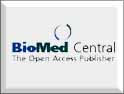 BioMed Central
The Open Access Publisher